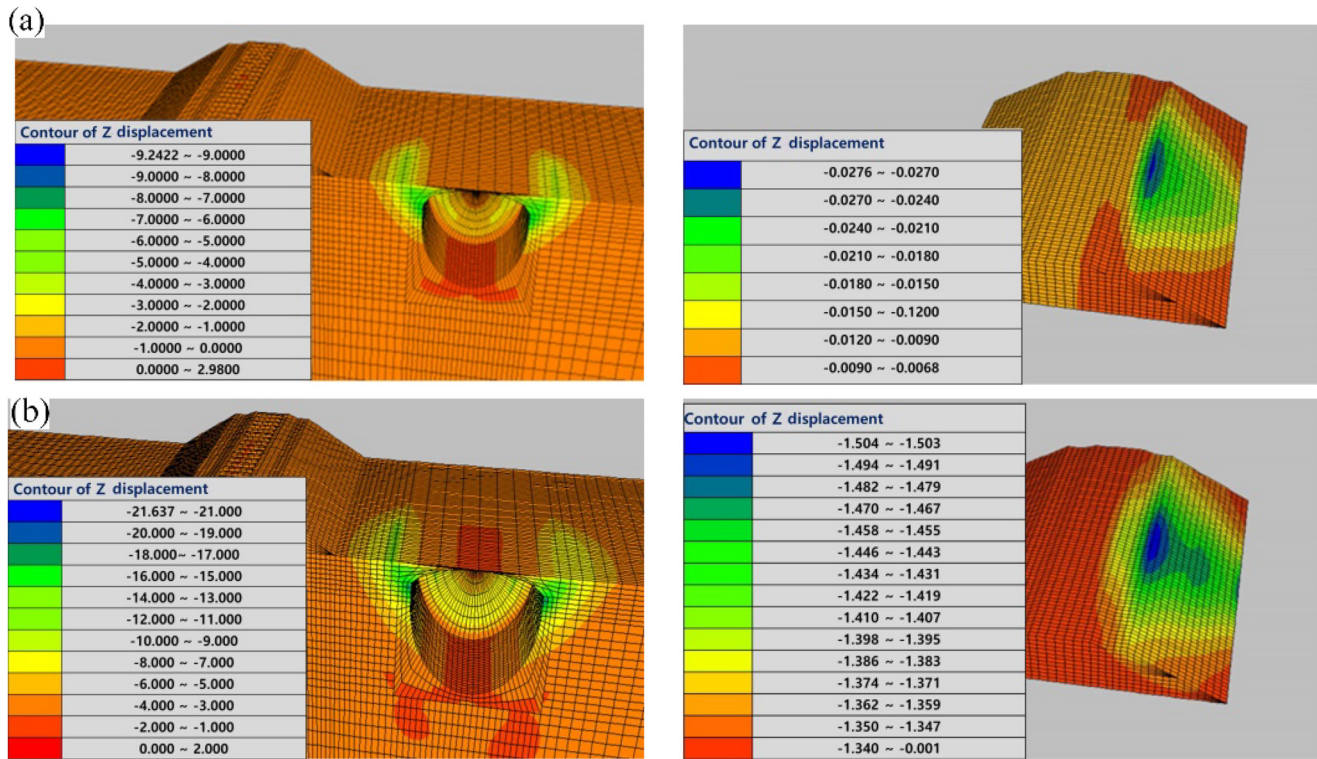 (a)
Contour of Z displacement
-9.2422 ~ -9.0000
-9.0000 ~ -8.0000
-8.0000 ~ -7.0000
-7.0000 ~ -6.0000
-6.0000 ~ -5.0000
-5.0000 ~ -4.0000
-4.0000 ~ -3.0000
-3.0000 ~ -2.0000
-2.0000 ~ -1.0000
-1.0000 ~ 0.0000
0.0000 ~ 2.9800
Contour of Z displacement
-0.0276 ~ -0.0270
-0.0270 ~ -0.0240
-0.0240 ~ -0.0210
-0.0210 ~ -0.0180
-0.0180 ~ -0.0150
-0.0150 ~ -0.1200
-0.0120 ~ -0.0090
-0.0090 ~ -0.0068
(b)
Contour of Z displacement
-21.637 ~ -21.000
-20.000 ~ -19.000
-18.000~ -17.000
-16.000 ~ -15.000
-14.000 ~ -13.000
-12.000 ~ -11.000
-10.000 ~ -9.000
-8.000 ~ -7.000
-6.000 ~ -5.000
-4.000 ~ -3.000
-2.000 ~ -1.000
0.000 ~ 2.000
Contour of Z displacement
-1.504 ~ -1.503
-1.494 ~ -1.491
-1.482 ~ -1.479
-1.470 ~ -1.467
-1.458 ~ -1.455
-1.446 ~ -1.443
-1.434 ~ -1.431
-1.422 ~ -1.419
-1.410 ~ -1.407
-1.398 ~ -1.395
-1.386 ~ -1.383
-1.374 ~ -1.371
-1.362 ~ -1.359
-1.350 ~ -1.347
-1.340 ~ -0.001